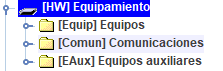 [HW] Equipamiento
[Equip] Equipos
[Comun] Comunicaciones
[EAux] Equipos auxiliares